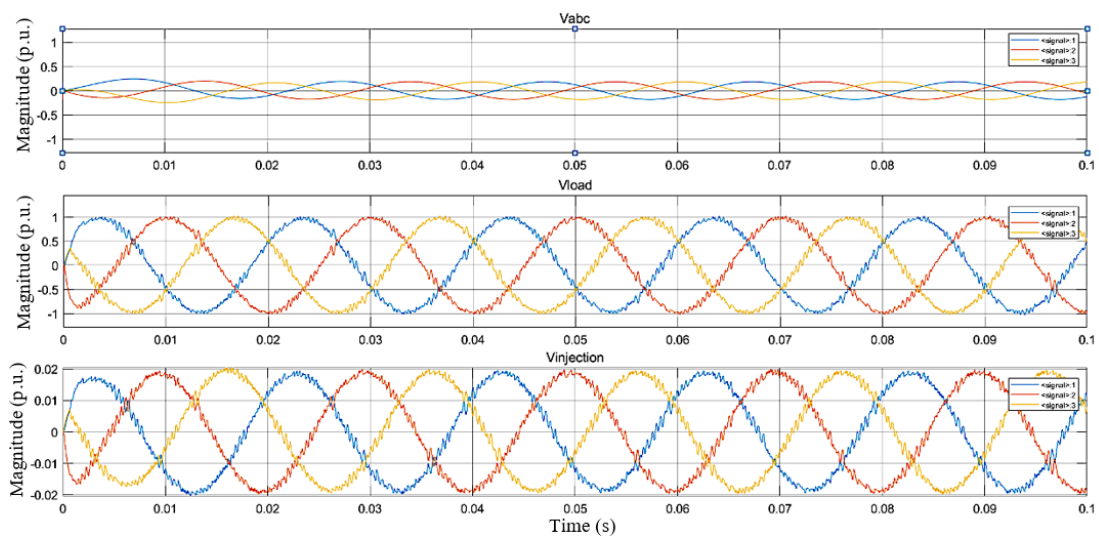 Vabc
Magnitude (p.u.)
1
0.5
0
-0.5
-1
<signal>:1
<signal>:2
<signal>:3
0 0.01 0.02 0.03 0.04 0.05 0.06 0.07 0.08 0.09 0.1
Vload
Magnitude (p.u.)
1
0.5
0
-0.5
-1
<signal>:1
<signal>:2
<signal>:3
0 0.01 0.02 0.03 0.04 0.05 0.06 0.07 0.08 0.09 0.1
Vinjection
Magnitude (p.u.)
0.02
0.01
0
-0.01
-0.02
<signal>:1
<signal>:2
<signal>:3
0 0.01 0.02 0.03 0.04 0.05 0.06 0.07 0.08 0.09 0.1
Time (s)